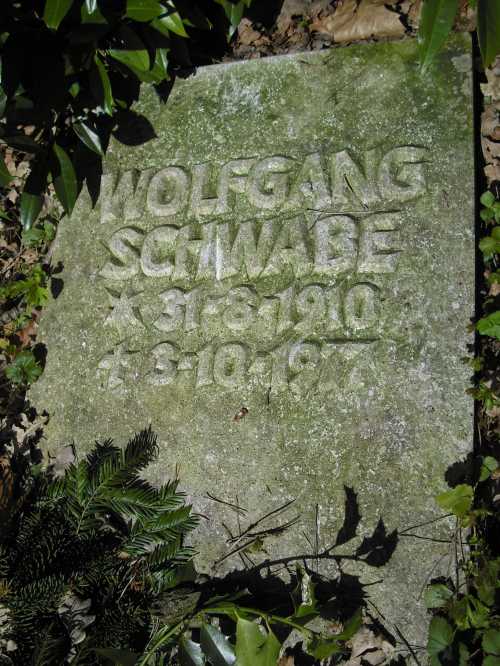 WOLFGANG
SCHWABE
* 31-8-1910
† 3-10-1977